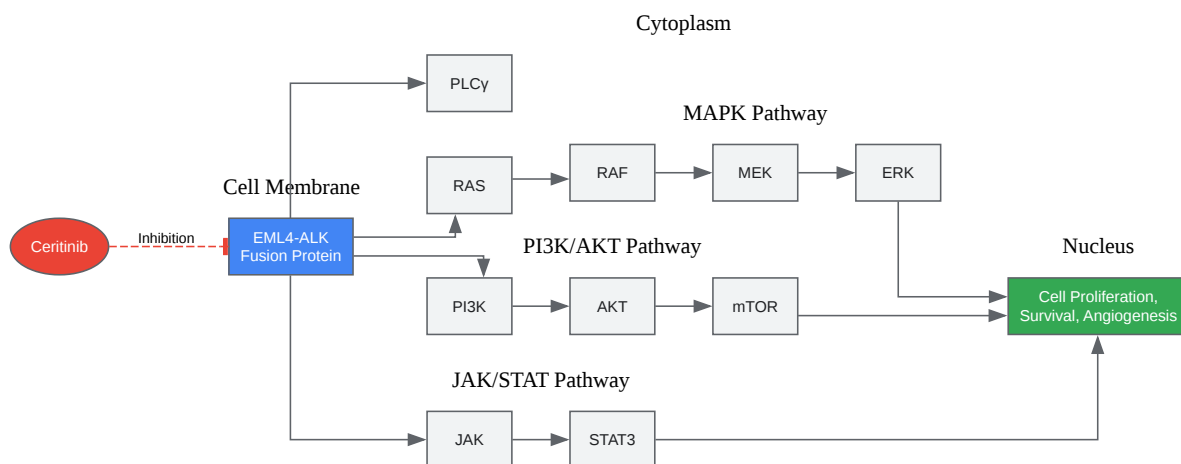 Cytoplasm
PLCγ
MAPK Pathway
RAS
RAF
MEK
ERK
Cell Membrane
Ceritinib
Inhibition
EML4-ALK
Fusion Protein
PI3K/AKT Pathway
Nucleus
PI3K
AKT
mTOR
Cell Proliferation,
Survival, Angiogenesis
JAK/STAT Pathway
JAK
STAT3